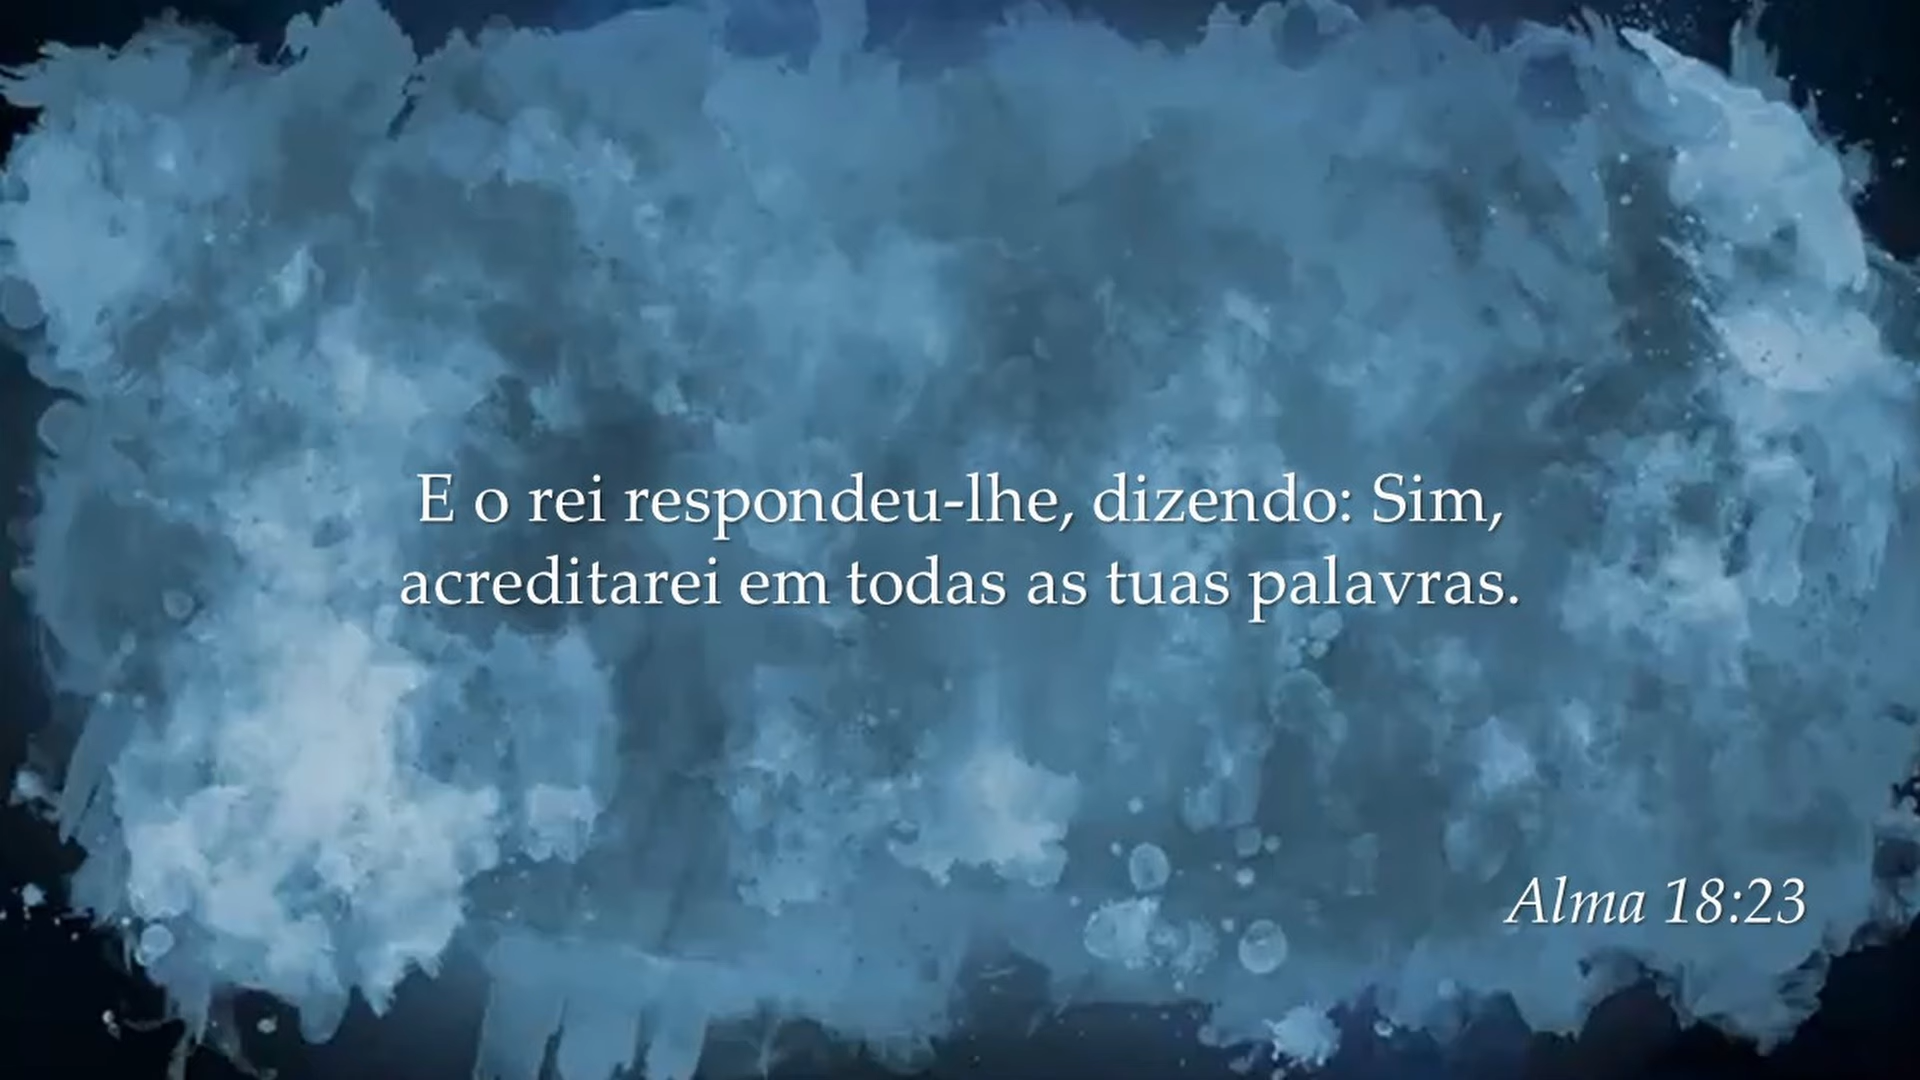 E o rei respondeu-lhe, dizendo: Sim,
acreditarei em todas as tuas palavras.
Alma 18:23